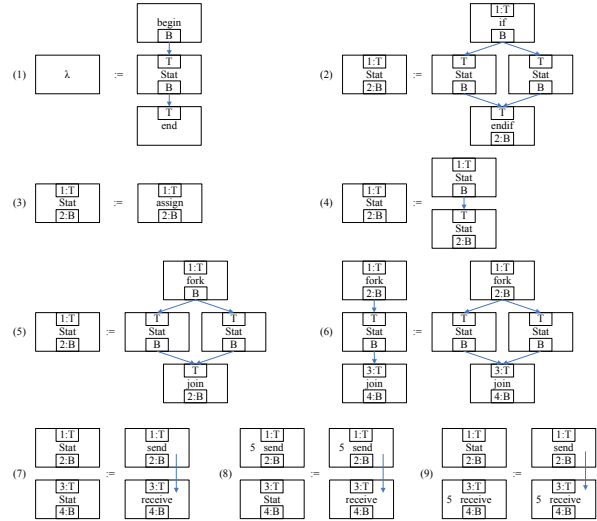 begin
B
(1) λ := T
Stat
B
T
end
1:T
if
B
(2) 1:T Stat 2:B := T Stat B T Stat B
T
endif
2:B
(3) 1:T Stat 2:B := 1:T assign 2:B
(4) 1:T Stat 2:B := 1:T Stat B
T Stat 2:B
1:T
fork
B
(5) 1:T Stat 2:B := T Stat B T Stat B
T
join
2:B
1:T fork 2:B
(6) T Stat B :=
3:T join 4:B
1:T fork 2:B
T Stat B T Stat B
3:T join 4:B
(7) 1:T Stat 2:B := 1:T send 2:B
3:T Stat 4:B 3:T receive 4:B
(8) 1:T 5 send 2:B := 1:T 5 send 2:B
3:T Stat 4:B 3:T receive 4:B
(9) 1:T Stat 2:B := 1:T send 2:B
3:T 5 receive 4:B 3:T 5 receive 4:B